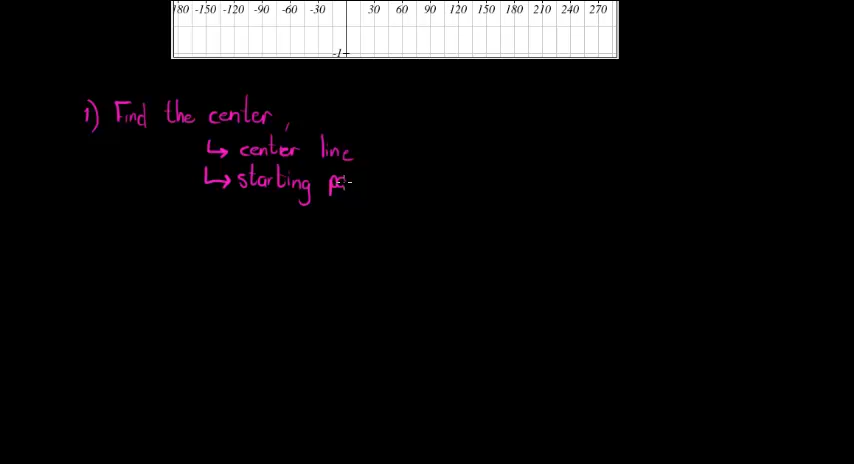 180 -150 -120 -90 -60 -30 30 60 90 120 150 180 210 240 270
-1
1) Find the center,
↳ center line
↳ starting